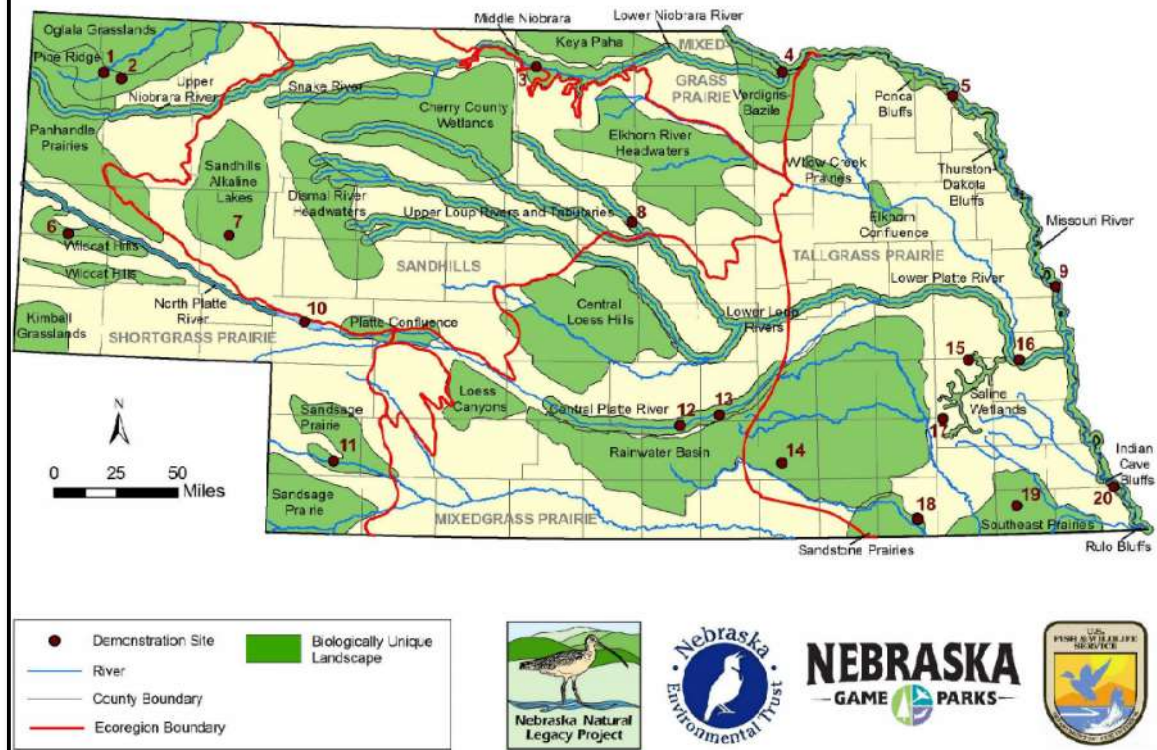 Oglala Grasslands
Pine Ridge
1
2
Upper
Niobrara River
Panhandle
Prairies
Snake River
Middle Niobrara
3
Keya Paha
Lower Niobrara River
MIXED
GRASS
PRAIRIE
4
Verdigris-
Bazile
Ponca
Bluffs
5
Cherry County
Wetlands
Elkhorn River
Headwaters
Willow Creek
Prairies
Thurston-
Dakota
Bluffs
Sandhills
Alkaline
Lakes
7
Dismal River
Headwaters
Upper Loup Rivers and Tributaries
8
Elkhorn
Confluence
Missouri River
6
Wildcat Hills
Wildcat Hills
SANDHILLS
TALLGRASS PRAIRIE
Lower Platte River
9
North Platte
River
10
Kimball
Grasslands
SHORTGRASS PRAIRIE
Platte Confluence
Central
Loess Hills
Lower Loup
Rivers
15
16
Saline
Wetlands
17
N
Loess
Canyons
Central Platte River
12
13
Sandsage
Prairie
11
Rainwater Basin
14
Indian
Cave
Bluffs
20
0 25 50
Miles
Sandsage
Prairie
MIXEDGRASS PRAIRIE
18
19
Southeast Prairies
Sandstone Prairies
Rulo Bluffs
Demonstration Site
River
County Boundary
Ecoregion Boundary
Biologically Unique
Landscape
Nebraska Natural
Legacy Project
Nebraska
Environmental Trust
NEBRASKA
GAME PARKS
U.S.
FISH & WILDLIFE
SERVICE